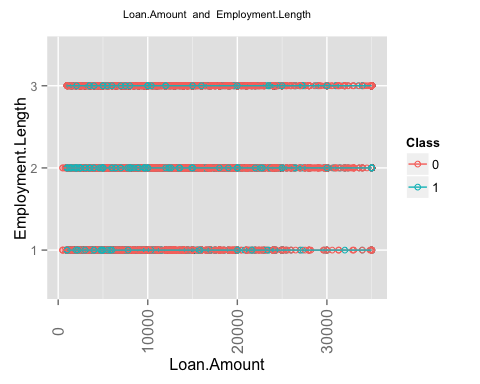 Loan.Amount and Employment.Length
3
2
1
Employment.Length
0
10000
20000
30000
Loan.Amount
Class
0
1